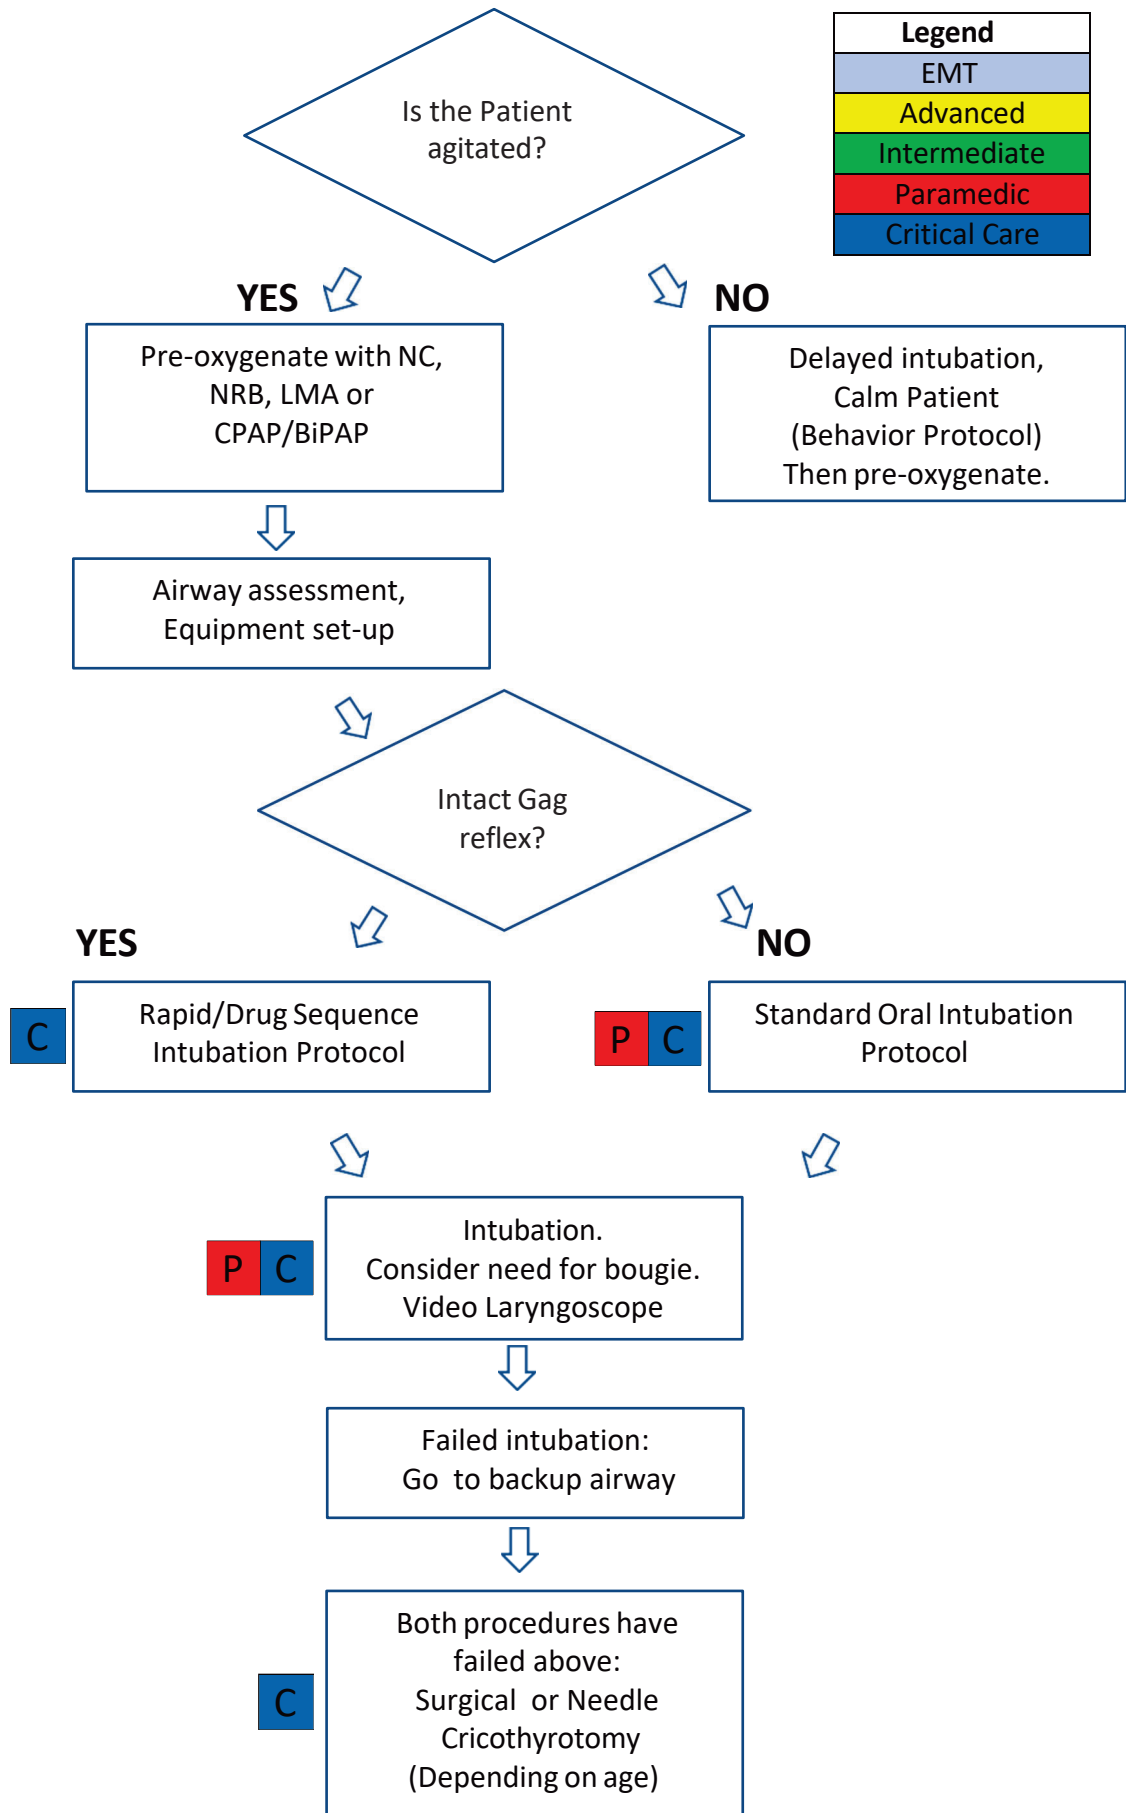 Legend
EMT
Advanced
Intermediate
Paramedic
Critical Care
Is the Patient
agitated?
YES
NO
Pre-oxygenate with NC,
NRB, LMA or
CPAP/BiPAP
Delayed intubation,
Calm Patient
(Behavior Protocol)
Then pre-oxygenate.
Airway assessment,
Equipment set-up
Intact Gag
reflex?
YES
NO
C
Rapid/Drug Sequence
Intubation Protocol
P C
Standard Oral Intubation
Protocol
P C
Intubation.
Consider need for bougie.
Video Laryngoscope
Failed intubation:
Go to backup airway
C
Both procedures have
failed above:
Surgical or Needle
Cricothyrotomy
(Depending on age)